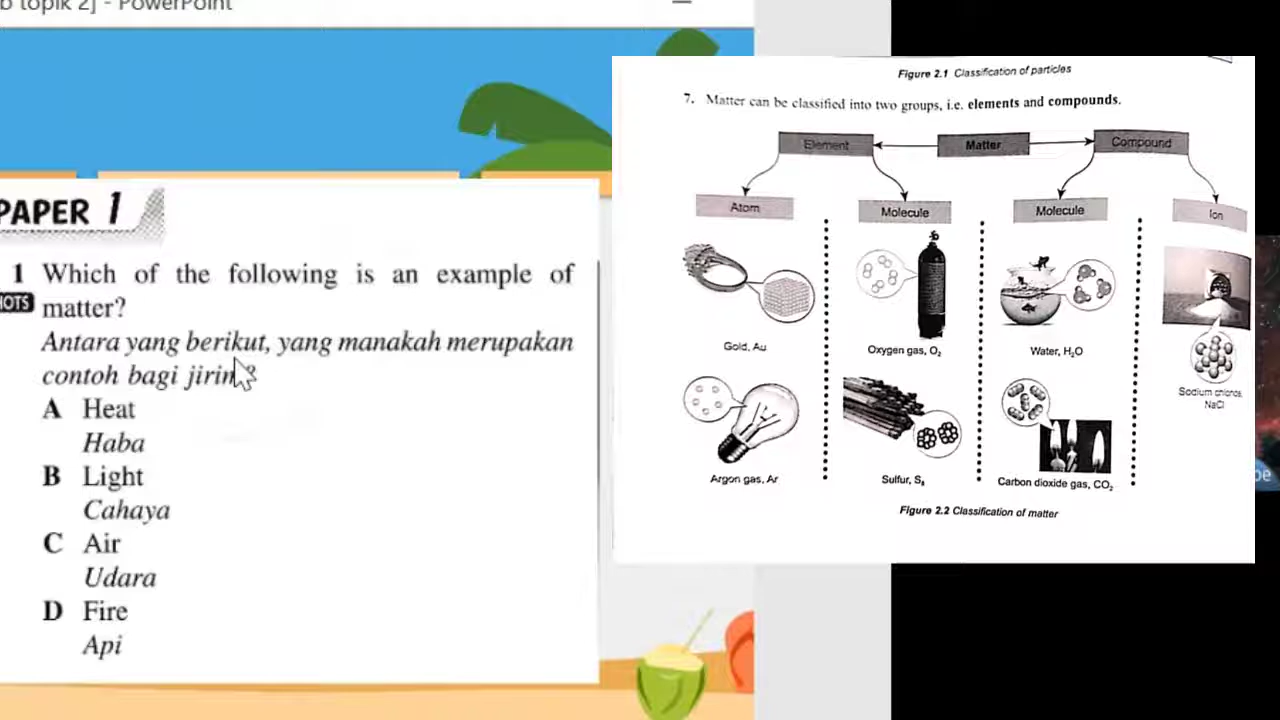 b topik 2] - PowerPoint
PAPER 1
1 Which of the following is an example of
HOTS matter?
Antara yang berikut, yang manakah merupakan
contoh bagi jirim?
A Heat
Haba
B Light
Cahaya
C Air
Udara
D Fire
Api
Figure 2.1 Classification of particles
7. Matter can be classified into two groups, i.e. elements and compounds.
Element
Matter
Compound
Atom
Molecule
Molecule
Ion
Gold, Au
Oxygen gas, O₂
Water, H₂O
Sodium chloride,
NaCl
Argon gas, Ar
Sulfur, S₈
Carbon dioxide gas, CO₂
Figure 2.2 Classification of matter